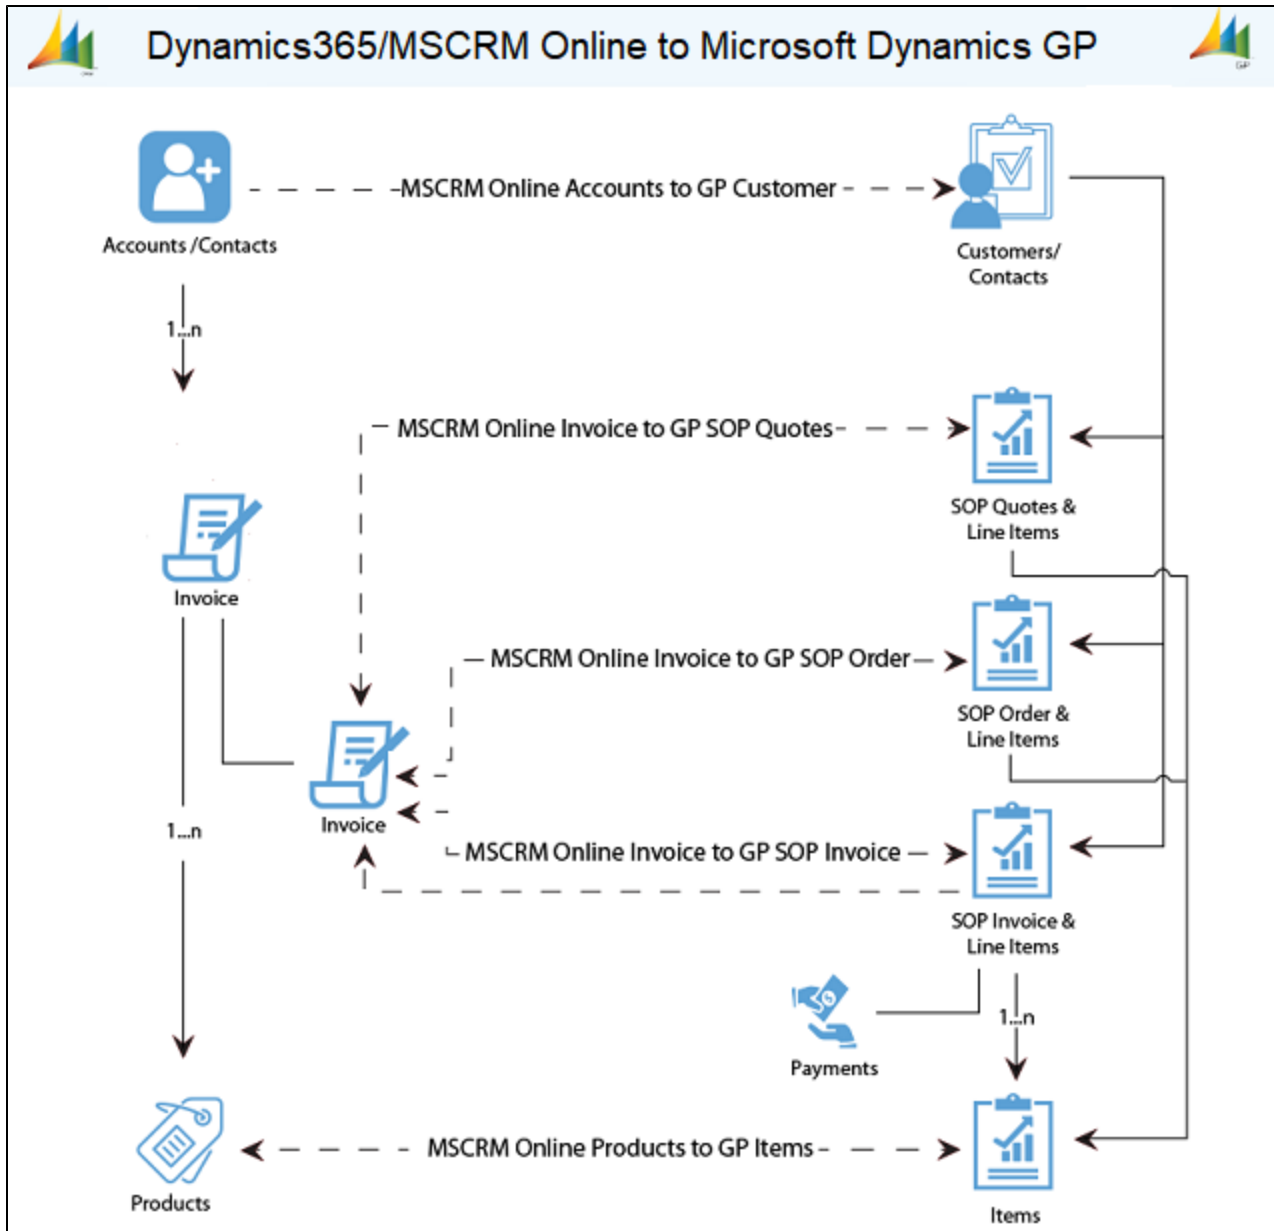 Dynamics365/MSCRM Online to Microsoft Dynamics GP
GP
MSCRM Online Accounts to GP Customer
Accounts /Contacts
Customers/
Contacts
1...n
MSCRM Online Invoice to GP SOP Quotes
SOP Quotes &
Line Items
Invoice
MSCRM Online Invoice to GP SOP Order
SOP Order &
Line Items
Invoice
1...n
MSCRM Online Invoice to GP SOP Invoice
SOP Invoice &
Line Items
1...n
Payments
MSCRM Online Products to GP Items
Products
Items